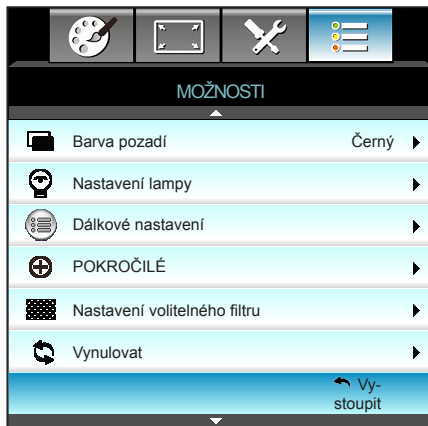 MOŽNOSTI
Barva pozadí Černý
Nastavení lampy
Dálkové nastavení
POKROČILÉ
Nastavení volitelného filtru
Vynulovat
Vy-
stoupit